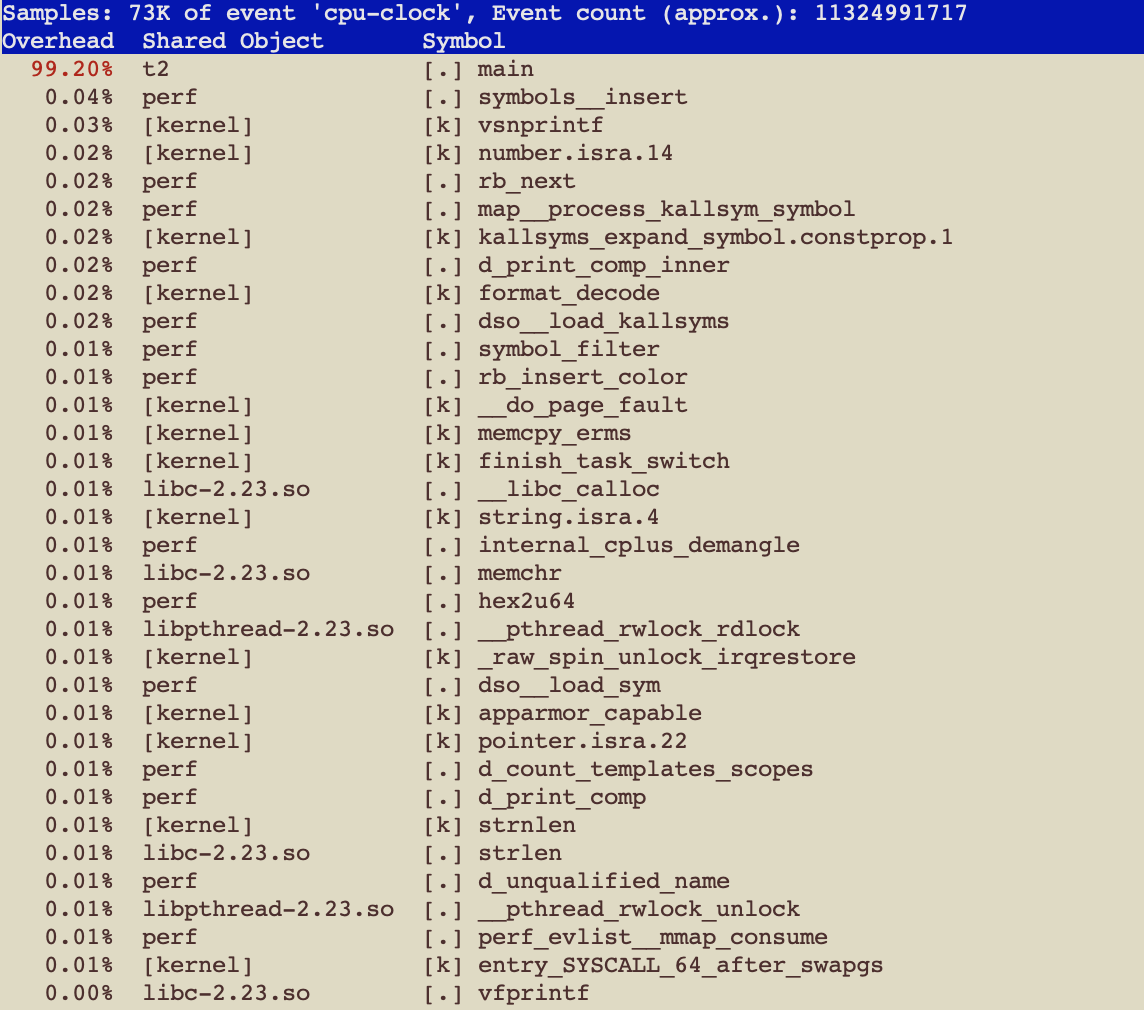 Samples: 73K of event 'cpu-clock', Event count (approx.): 11324991717
Overhead  Shared Object       Symbol
  99.20%  t2                  [.] main
   0.04%  perf                [.] symbols__insert
   0.03%  [kernel]            [k] vsnprintf
   0.02%  [kernel]            [k] number.isra.14
   0.02%  perf                [.] rb_next
   0.02%  perf                [.] map__process_kallsym_symbol
   0.02%  [kernel]            [k] kallsyms_expand_symbol.constprop.1
   0.02%  perf                [.] d_print_comp_inner
   0.02%  [kernel]            [k] format_decode
   0.02%  perf                [.] dso__load_kallsyms
   0.01%  perf                [.] symbol_filter
   0.01%  perf                [.] rb_insert_color
   0.01%  [kernel]            [k] __do_page_fault
   0.01%  [kernel]            [k] memcpy_erms
   0.01%  [kernel]            [k] finish_task_switch
   0.01%  libc-2.23.so        [.] __libc_calloc
   0.01%  [kernel]            [k] string.isra.4
   0.01%  perf                [.] internal_cplus_demangle
   0.01%  libc-2.23.so        [.] memchr
   0.01%  perf                [.] hex2u64
   0.01%  libpthread-2.23.so  [.] __pthread_rwlock_rdlock
   0.01%  [kernel]            [k] _raw_spin_unlock_irqrestore
   0.01%  perf                [.] dso__load_sym
   0.01%  [kernel]            [k] apparmor_capable
   0.01%  [kernel]            [k] pointer.isra.22
   0.01%  perf                [.] d_count_templates_scopes
   0.01%  perf                [.] d_print_comp
   0.01%  [kernel]            [k] strnlen
   0.01%  libc-2.23.so        [.] strlen
   0.01%  perf                [.] d_unqualified_name
   0.01%  libpthread-2.23.so  [.] __pthread_rwlock_unlock
   0.01%  perf                [.] perf_evlist__mmap_consume
   0.01%  [kernel]            [k] entry_SYSCALL_64_after_swapgs
   0.00%  libc-2.23.so        [.] vfprintf